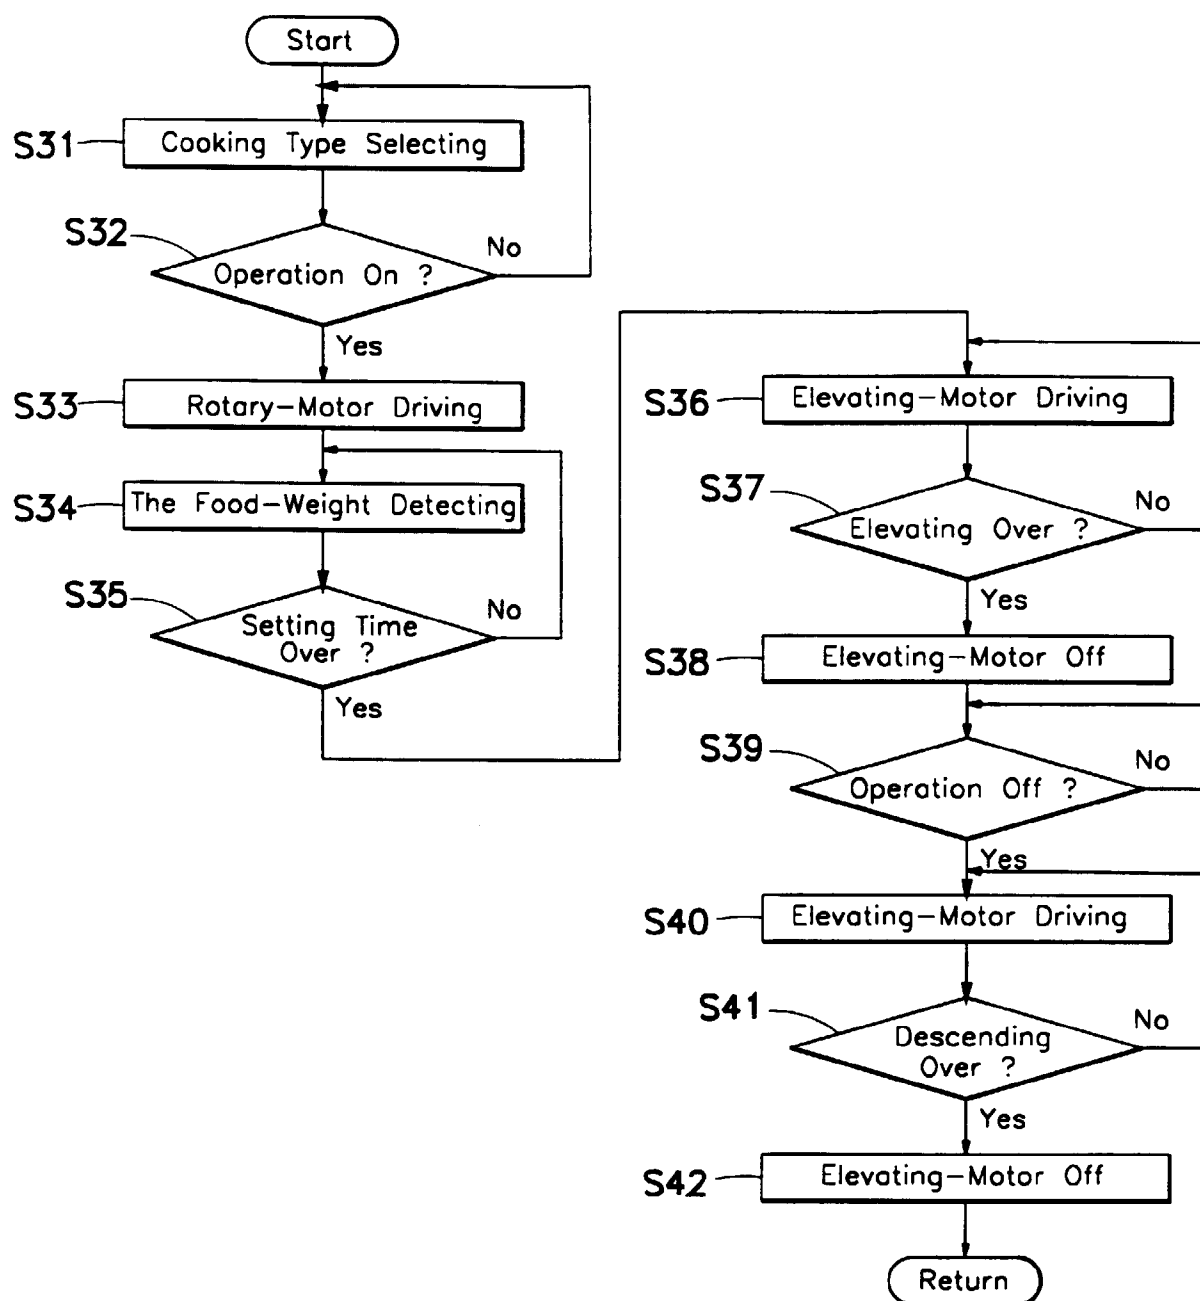 Start
S31
Cooking Type Selecting
S32
No
Operation On ?
Yes
S33
Rotary-Motor Driving
S34
The Food-Weight Detecting
S35
No
Setting Time
Over ?
Yes
S36
Elevating-Motor Driving
S37
No
Elevating Over ?
Yes
S38
Elevating-Motor Off
S39
No
Operation Off ?
Yes
S40
Elevating-Motor Driving
S41
No
Descending
Over ?
Yes
S42
Elevating-Motor Off
Return